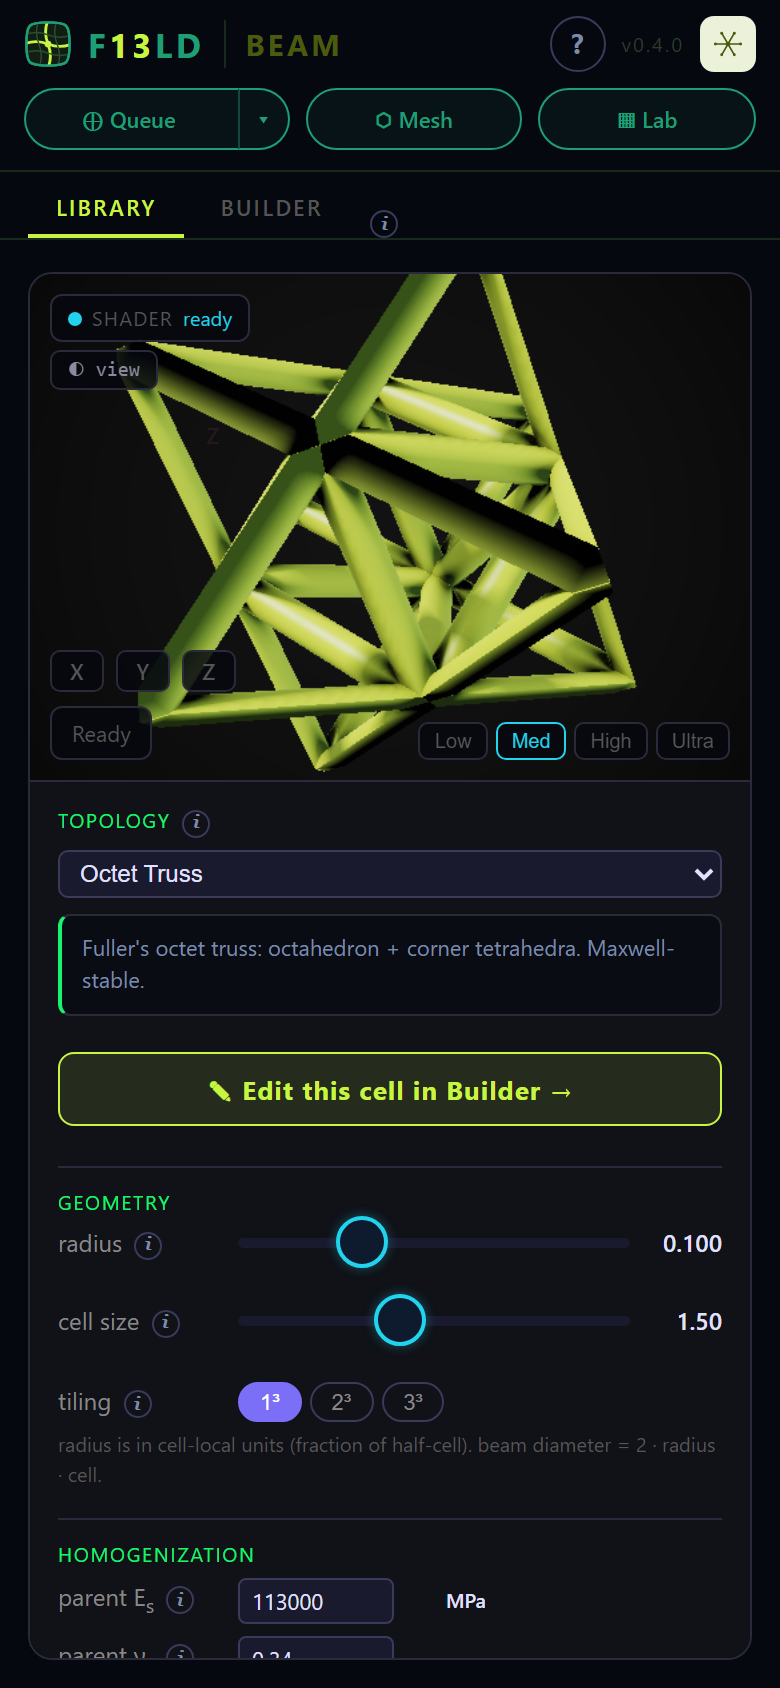 F13LD BEAM ? v0.4.0
Queue ▾ Mesh Lab
LIBRARY BUILDER i
SHADER ready
view
Z
X Y Z
Ready
Low Med High Ultra
TOPOLOGY i
Octet Truss
Fuller's octet truss: octahedron + corner tetrahedra. Maxwell-
stable.
Edit this cell in Builder →
GEOMETRY
radius i 0.100
cell size i 1.50
tiling i 1³ 2³ 3³
radius is in cell-local units (fraction of half-cell). beam diameter = 2 · radius
· cell.
HOMOGENIZATION
parent Eₛ i 113000 MPa
parent ν i 0.34